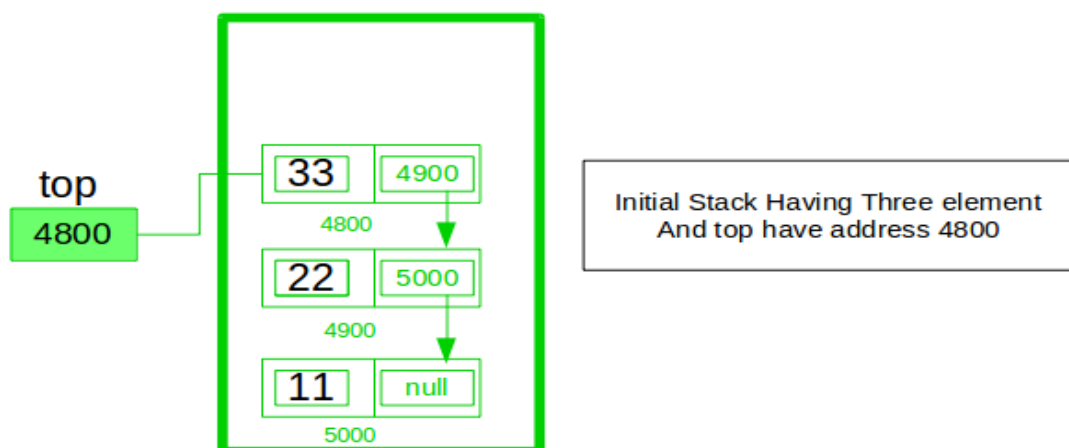 top
4800
33 4900
4800
22 5000
4900
11 null
5000
Initial Stack Having Three element
And top have address 4800